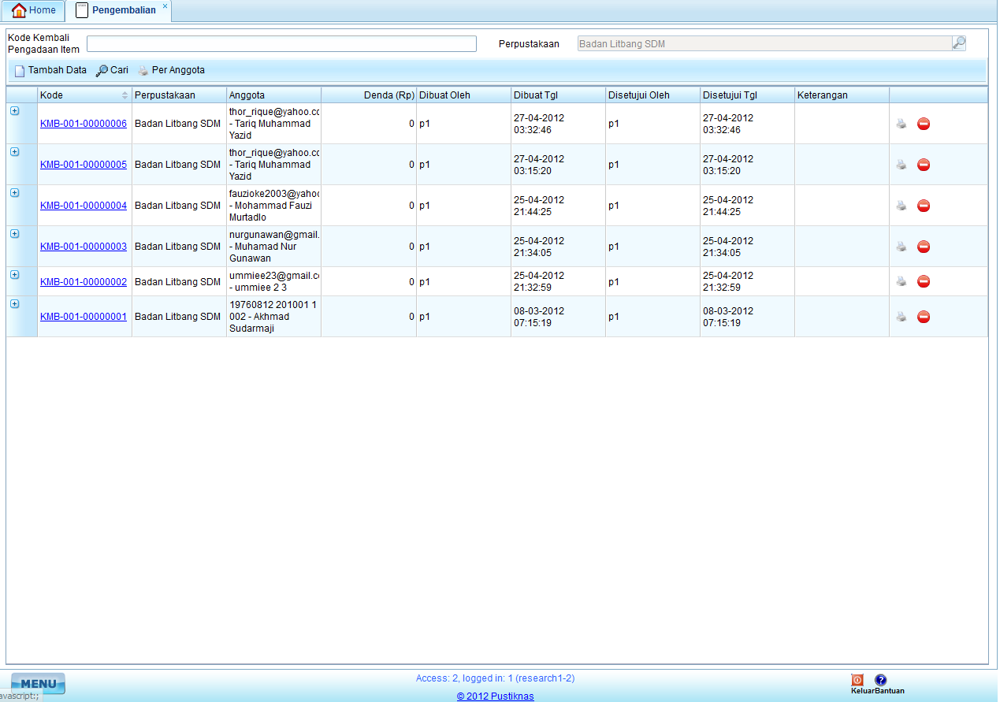 Home
Pengembalian
Kode Kembali
Pengadaan Item
Perpustakaan
Badan Litbang SDM
Tambah Data
Cari
Per Anggota
Kode Perpustakaan Anggota Denda (Rp) Dibuat Oleh Dibuat Tgl Disetujui Oleh Disetujui Tgl Keterangan
KMB-001-00000006 Badan Litbang SDM
thor_rique@yahoo.cc
- Tariq Muhammad
Yazid
0 p1
27-04-2012
03:32:46
p1
27-04-2012
03:32:46
KMB-001-00000005 Badan Litbang SDM
thor_rique@yahoo.cc
- Tariq Muhammad
Yazid
0 p1
27-04-2012
03:15:20
p1
27-04-2012
03:15:20
KMB-001-00000004 Badan Litbang SDM
fauzioke2003@yahoo
- Mohammad Fauzi
Murtadlo
0 p1
25-04-2012
21:44:25
p1
25-04-2012
21:44:25
KMB-001-00000003 Badan Litbang SDM
nurgunawan@gmail.
- Muhamad Nur
Gunawan
0 p1
25-04-2012
21:34:05
p1
25-04-2012
21:34:05
KMB-001-00000002 Badan Litbang SDM
ummiee23@gmail.c
- ummiee 2 3
0 p1
25-04-2012
21:32:59
p1
25-04-2012
21:32:59
KMB-001-00000001 Badan Litbang SDM
19760812 201001 1
002 - Akhmad
Sudarmaji
0 p1
08-03-2012
07:15:19
p1
08-03-2012
07:15:19
MENU
avascript:;
Access: 2, logged in: 1 (research1-2)
© 2012 Pustiknas
Keluar
Bantuan